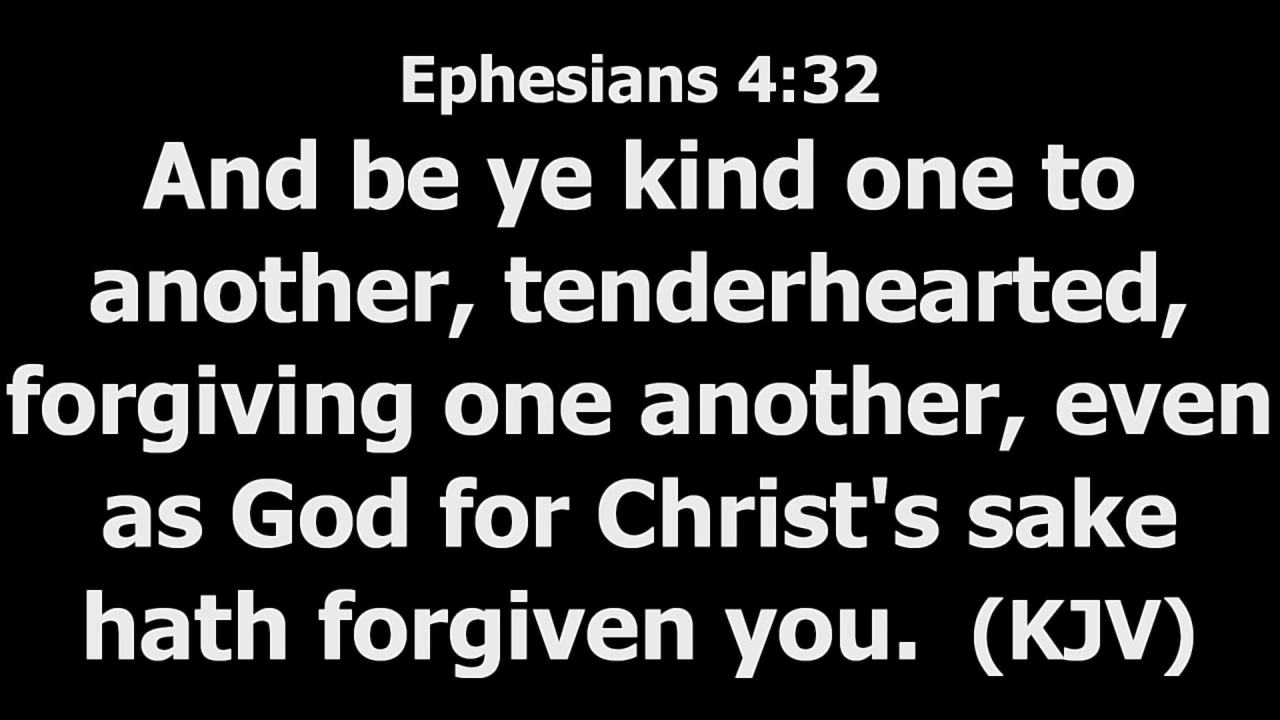 Ephesians 4:32
And be ye kind one to
another, tenderhearted,
forgiving one another, even
as God for Christ's sake
hath forgiven you.  (KJV)